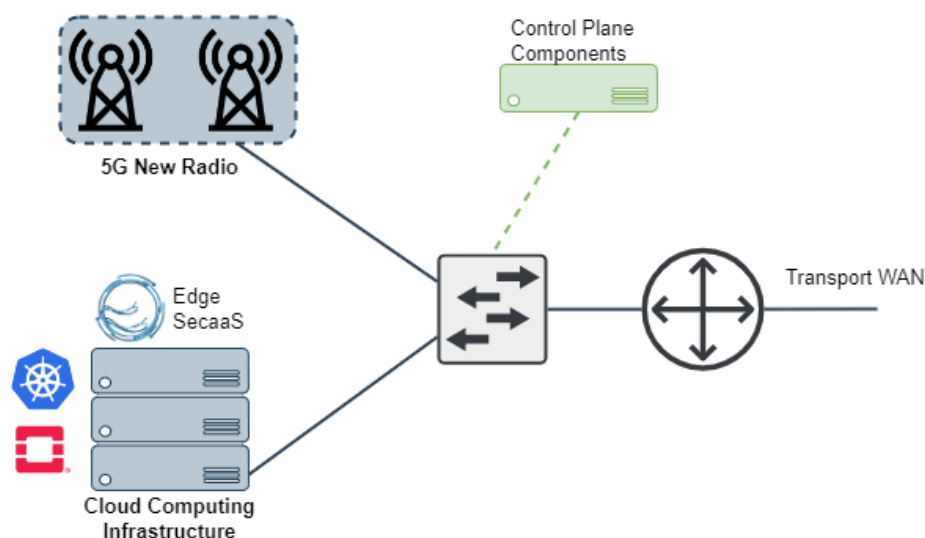 Control Plane
Components
5G New Radio
Transport WAN
Edge
SecaaS
Cloud Computing
Infrastructure